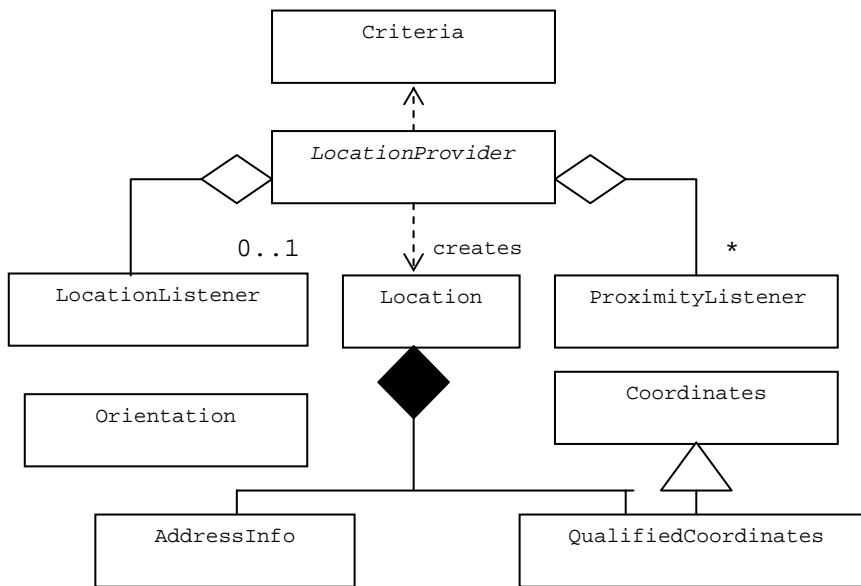 Criteria
LocationProvider
0..1
creates
*
LocationListener
Location
ProximityListener
Coordinates
Orientation
AddressInfo
QualifiedCoordinates